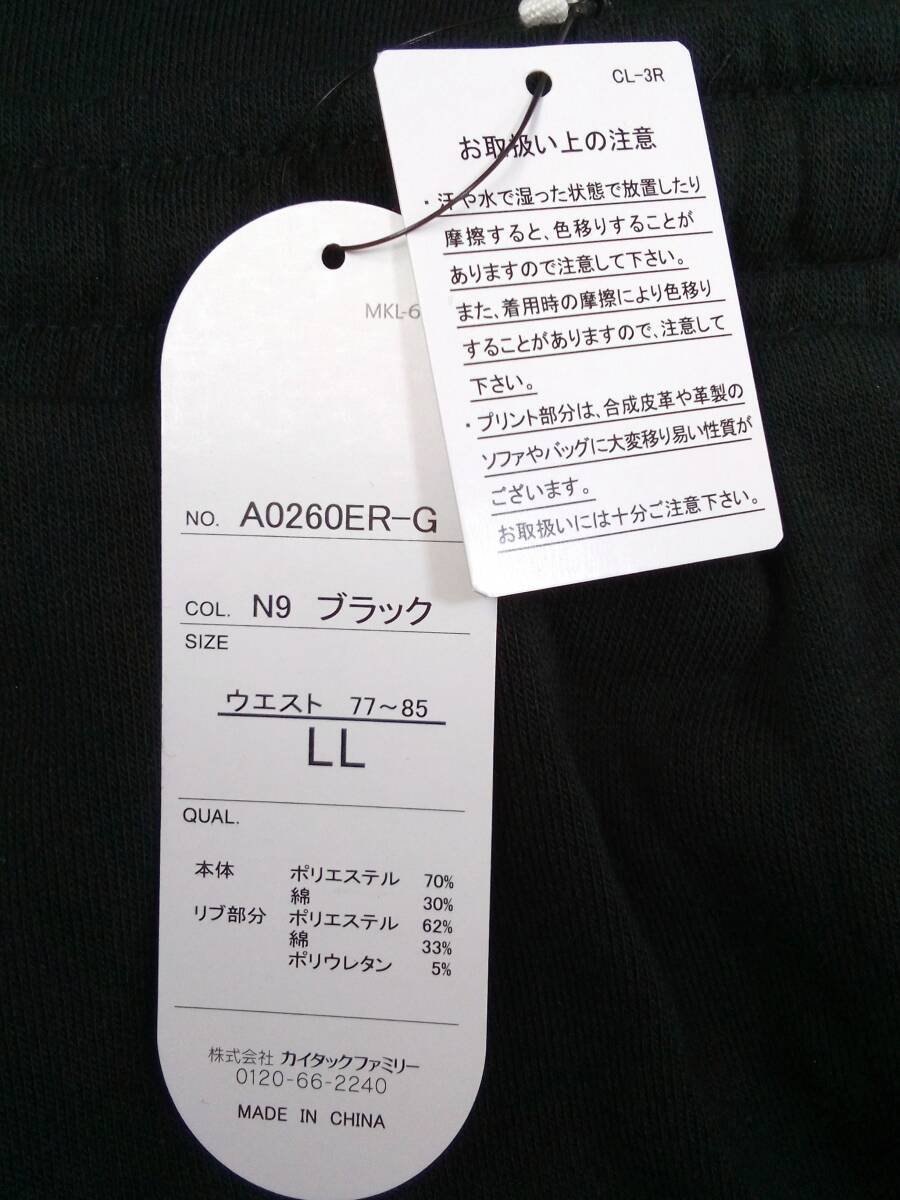 CL-3R
お取扱い上の注意
・汗や水で湿った状態で放置したり
摩擦すると、色移りすることが
ありますので注意して下さい。
また、着用時の摩擦により色移り
することがありますので、注意して
下さい。
・プリント部分は、合成皮革や革製の
ソファやバッグに大変移り易い性質が
ございます。
お取扱いには十分ご注意下さい。
MKL-6
NO. A0260ER-G
COL. N9 ブラック
SIZE
ウエスト 77〜85
LL
QUAL.
本体 ポリエステル 70%
綿 30%
リブ部分 ポリエステル 62%
綿 33%
ポリウレタン 5%
株式会社 カイタックファミリー
0120-66-2240
MADE IN CHINA